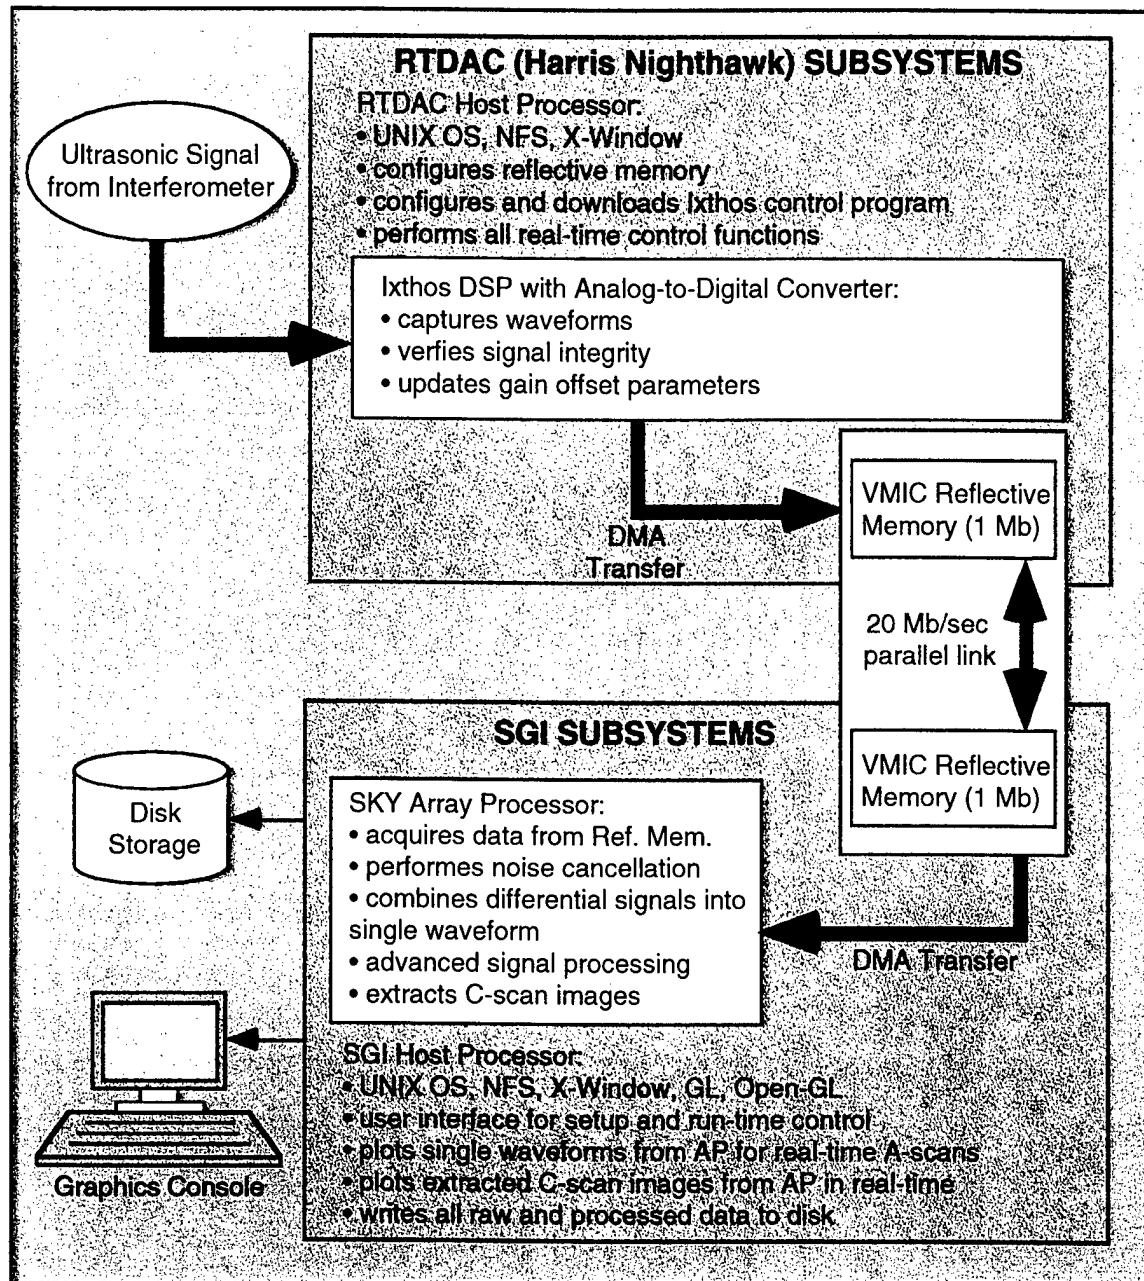 RTDAC (Harris Nighthawk) SUBSYSTEMS
RTDAC Host Processor:
• UNIX OS, NFS, X-Window
• configures reflective memory
• configures and downloads Ixthos control program
• performs all real-time control functions
Ultrasonic Signal
from Interferometer
Ixthos DSP with Analog-to-Digital Converter:
• captures waveforms
• verfies signal integrity
• updates gain offset parameters
DMA
Transfer
VMIC Reflective
Memory (1 Mb)
20 Mb/sec
parallel link
VMIC Reflective
Memory (1 Mb)
SGI SUBSYSTEMS
SKY Array Processor:
• acquires data from Ref. Mem.
• performes noise cancellation
• combines differential signals into
single waveform
• advanced signal processing
• extracts C-scan images
DMA Transfer
Disk
Storage
SGI Host Processor:
• UNIX OS, NFS, X-Window, GL, Open-GL
• user interface for setup and run-time control
• plots single waveforms from AP for real-time A-scans
• plots extracted C-scan images from AP in real-time
• writes all raw and processed data to disk
Graphics Console